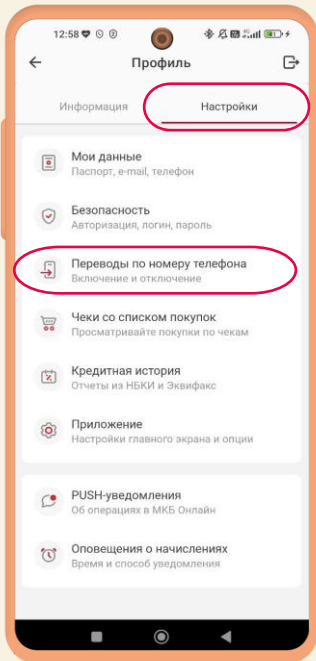 12:58
Профиль
Информация
Настройки
Мои данные
Паспорт, e-mail, телефон
Безопасность
Авторизация, логин, пароль
Переводы по номеру телефона
Включение и отключение
Чеки со списком покупок
Просматривайте покупки по чекам
Кредитная история
Отчеты из НБКИ и Эквифакс
Приложение
Настройки главного экрана и опции
PUSH-уведомления
Об операциях в МКБ Онлайн
Оповещения о начислениях
Время и способ уведомления